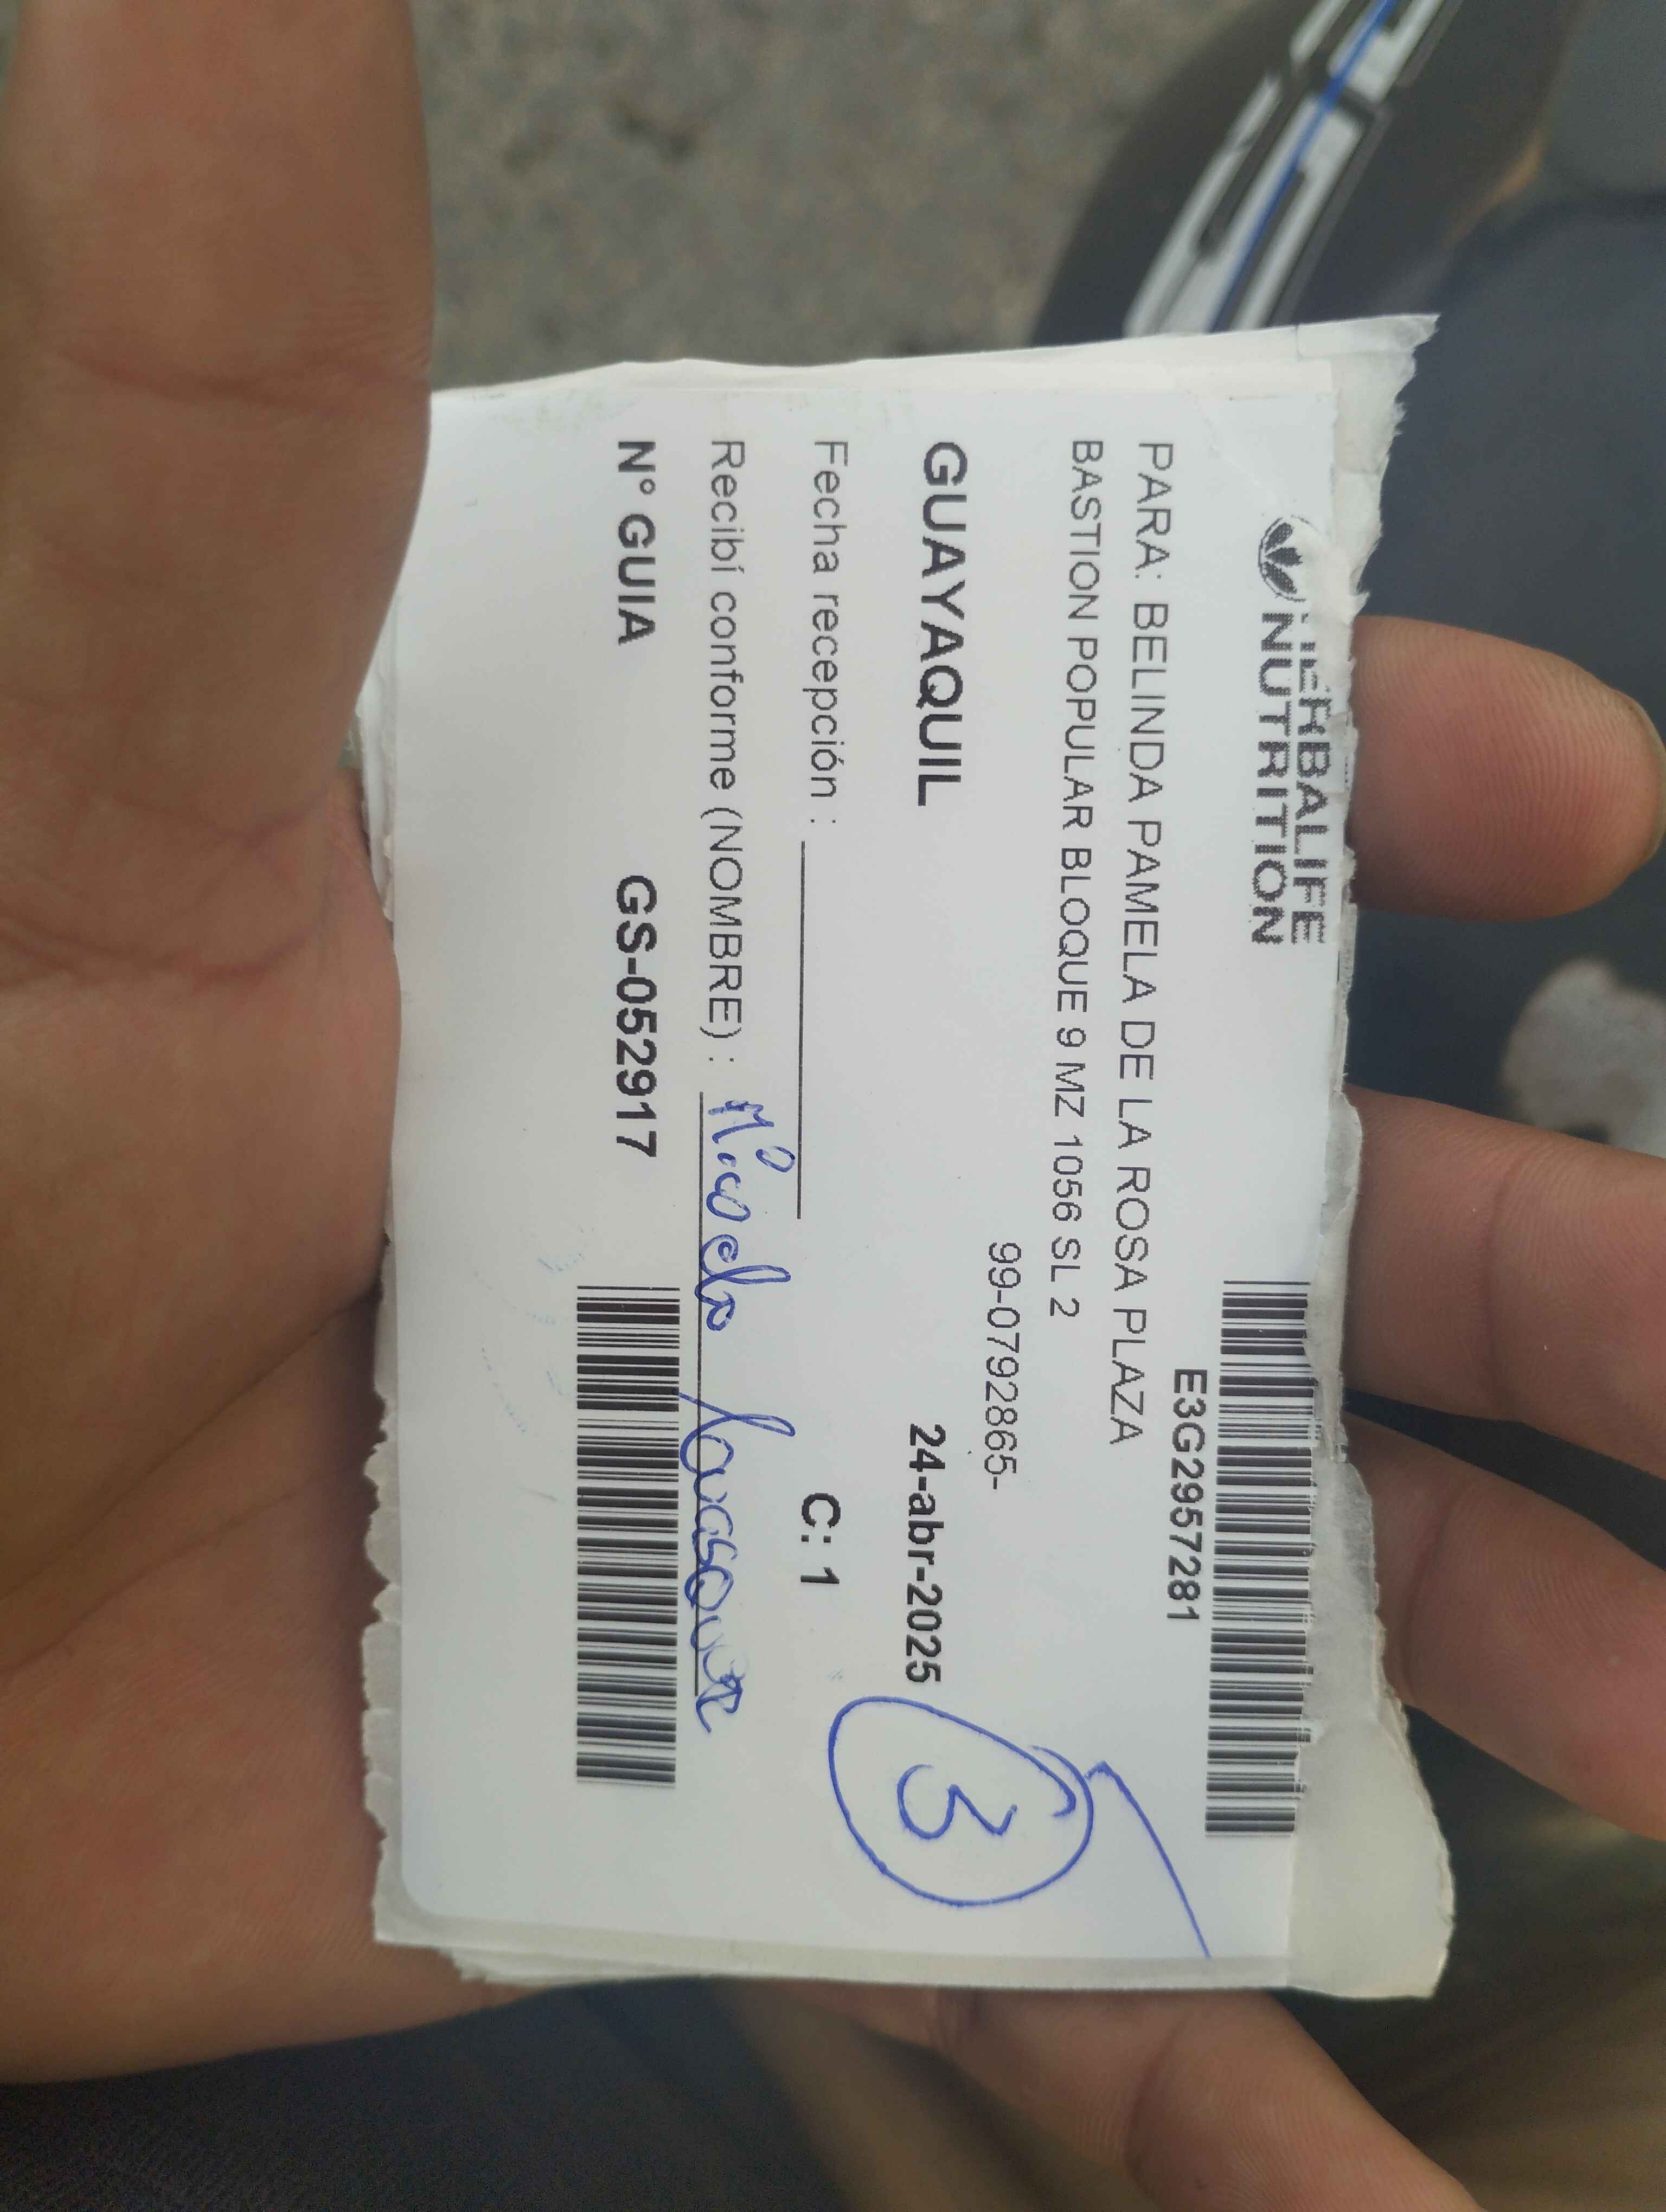 HERBALIFE
NUTRITION
E3G2957281
PARA: BELINDA PAMELA DE LA ROSA PLAZA
BASTION POPULAR BLOQUE 9 MZ 1056 SL 2
99-0792865-
GUAYAQUIL 24-abr-2025
3
Fecha recepción : C: 1
Recibí conforme (NOMBRE) :
N° GUIA GS-052917